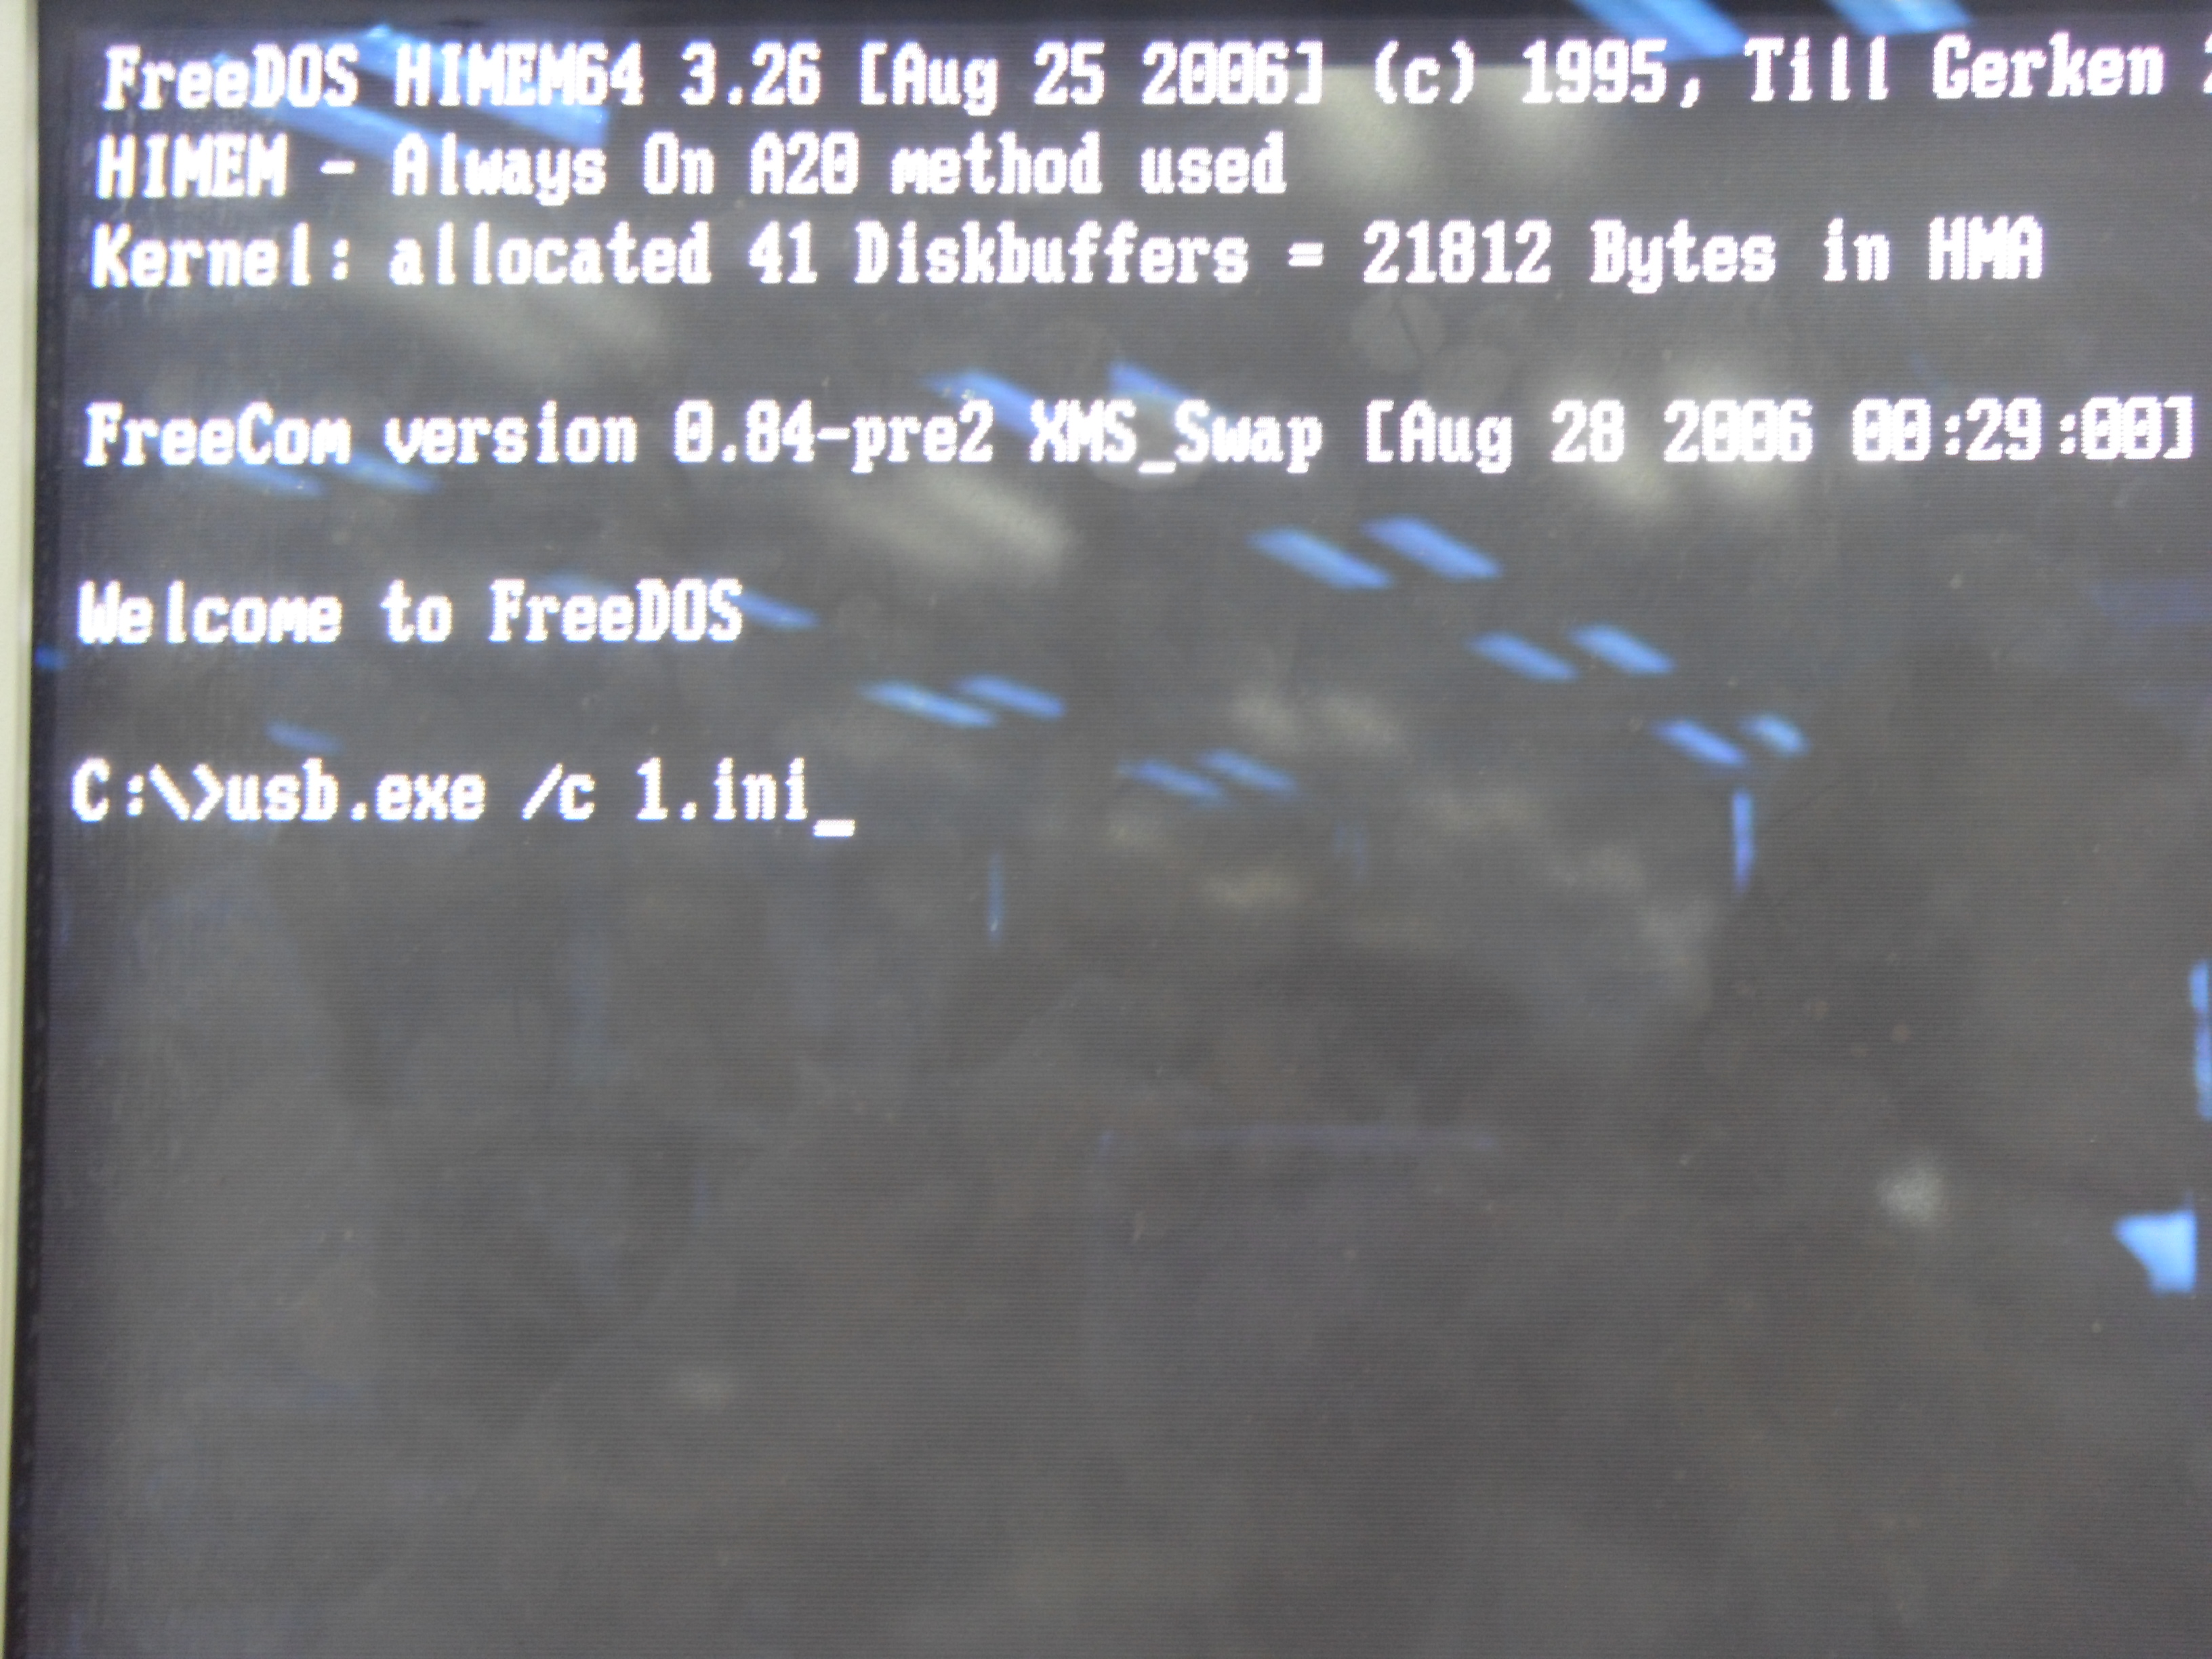 FreeDOS HIMEM64 3.26 [Aug 25 2006] (c) 1995, Till Gerken
HIMEM - Always On A20 method used
Kernel: allocated 41 Diskbuffers = 21812 Bytes in HMA
FreeCom version 0.84-pre2 XMS_Swap [Aug 28 2006 00:29:00]
Welcome to FreeDOS
C:\>usb.exe /c 1.ini_